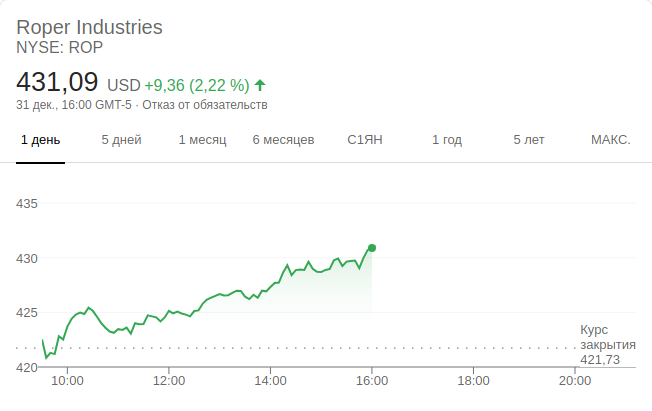 Roper Industries
NYSE: ROP
431,09 USD +9,36 (2,22 %)
31 дек., 16:00 GMT-5 · Отказ от обязательств
1 день 5 дней 1 месяц 6 месяцев С1ЯН 1 год 5 лет МАКС.
435
430
425
420
Курс
закрытия
421,73
10:00 12:00 14:00 16:00 18:00 20:00